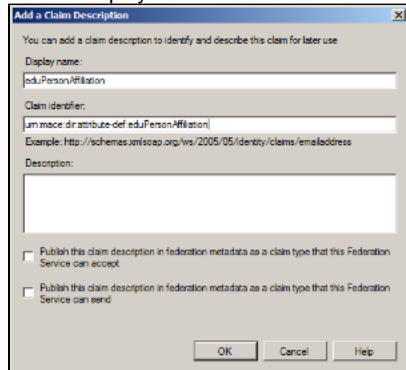 Add a Claim Description
You can add a claim description to identify and describe this claim for later use
Display name:
eduPersonAffiliation
Claim identifier:
urn:mace:dir:attribute-def:eduPersonAffiliation
Example: http://schemas.xmlsoap.org/ws/2005/05/identity/claims/emailaddress
Description:
Publish this claim description in federation metadata as a claim type that this Federation
Service can accept
Publish this claim description in federation metadata as a claim type that this Federation
Service can send
OK Cancel Help